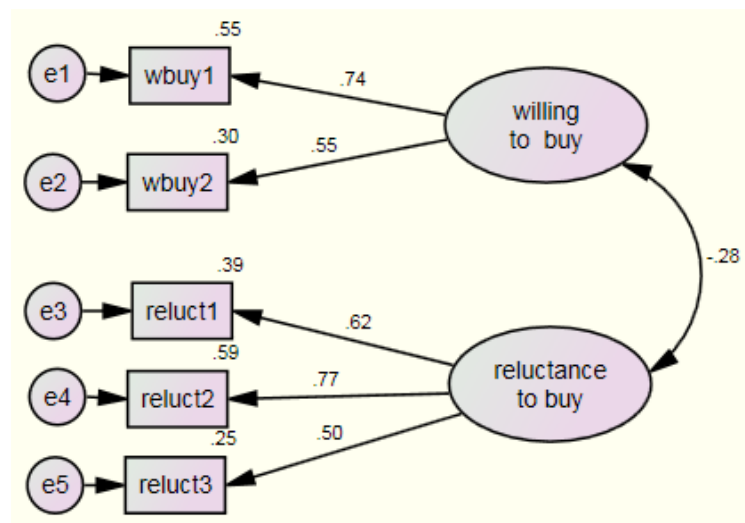 .55
e1
wbuy1
.74
willing
to buy
.30
.55
e2
wbuy2
-.28
.39
e3
reluct1
.62
.59
reluctance
to buy
e4
reluct2
.77
.25
.50
e5
reluct3